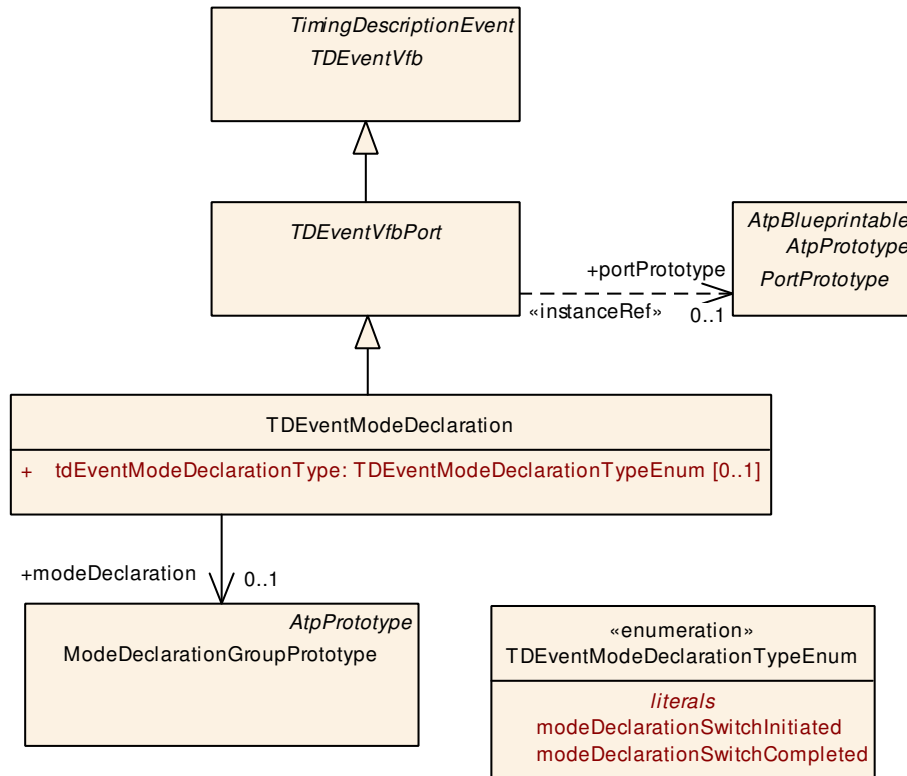 TimingDescriptionEvent
TDEventVfb
TDEventVfbPort
AtpBlueprintable
AtpPrototype
PortPrototype
+portPrototype
«instanceRef»
0..1
TDEventModeDeclaration
+ tdEventModeDeclarationType: TDEventModeDeclarationTypeEnum [0..1]
+modeDeclaration
0..1
AtpPrototype
ModeDeclarationGroupPrototype
«enumeration»
TDEventModeDeclarationTypeEnum
literals
modeDeclarationSwitchInitiated
modeDeclarationSwitchCompleted